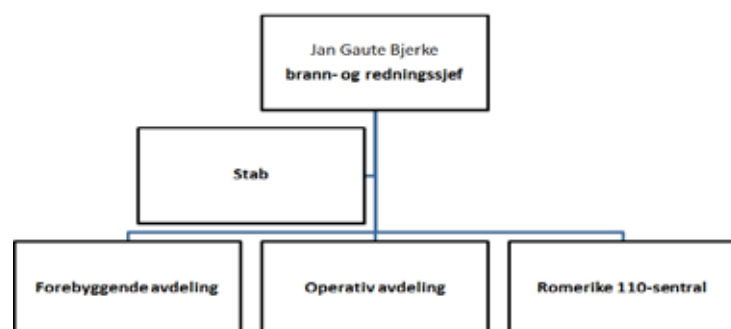 Jan Gaute Bjerke
brann- og redningssjef
Stab
Forebyggende avdeling
Operativ avdeling
Romerike 110-sentral